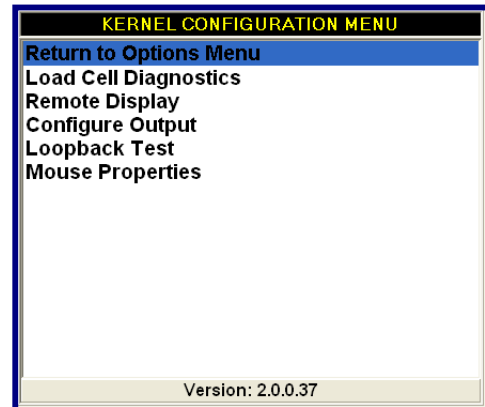 KERNEL CONFIGURATION MENU
Return to Options Menu
Load Cell Diagnostics
Remote Display
Configure Output
Loopback Test
Mouse Properties
Version: 2.0.0.37